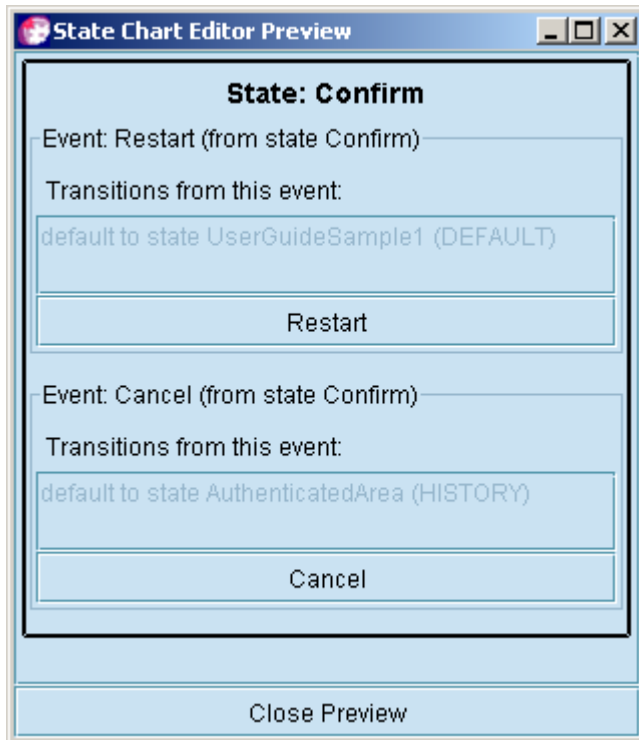 State Chart Editor Preview
State: Confirm
Event: Restart (from state Confirm)
Transitions from this event:
default to state UserGuideSample1 (DEFAULT)
Restart
Event: Cancel (from state Confirm)
Transitions from this event:
default to state AuthenticatedArea (HISTORY)
Cancel
Close Preview